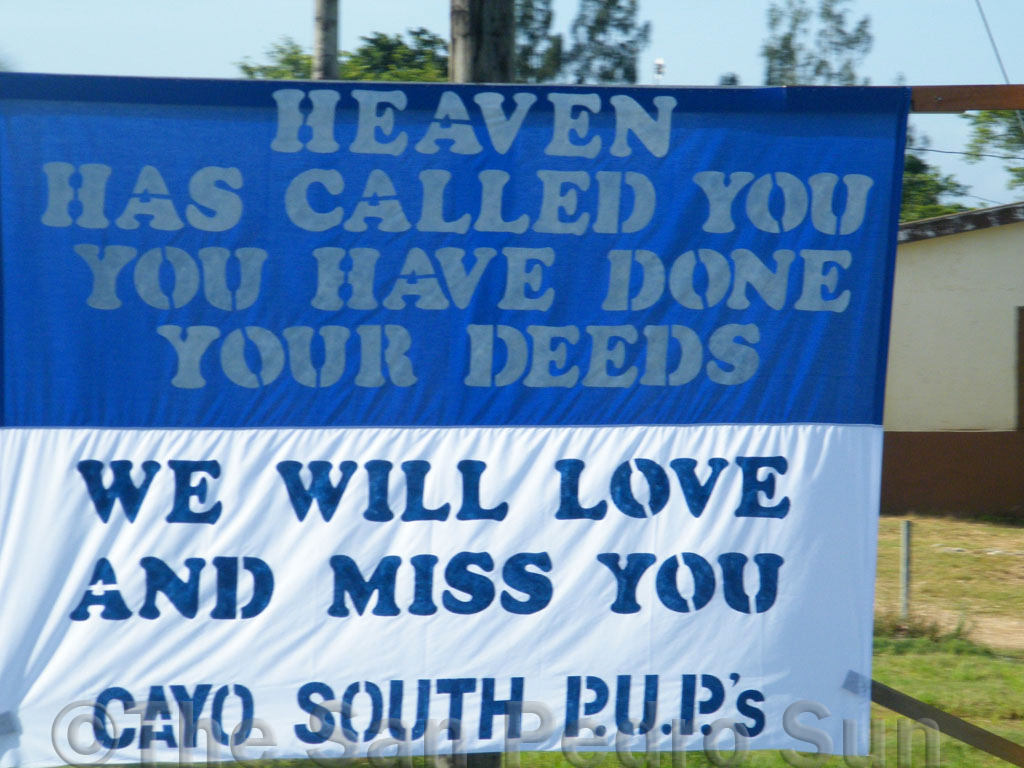 HEAVEN
HAS CALLED YOU
YOU HAVE DONE
YOUR DEEDS
WE WILL LOVE
AND MISS YOU
CAYO SOUTH P.U.P.'s
©The San Pedro Sun